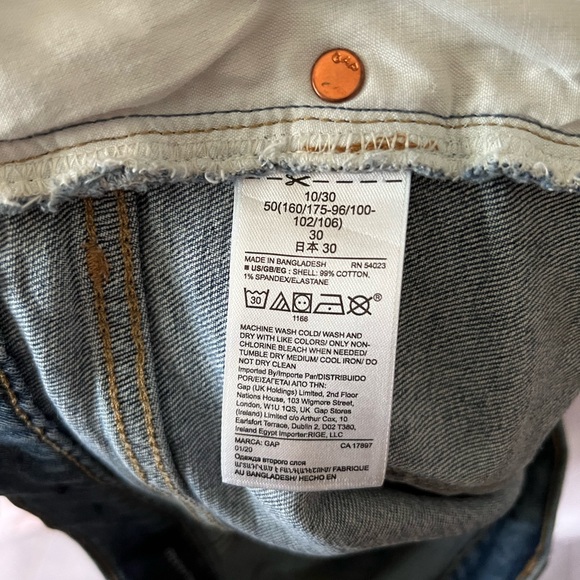 10/30
50(160/175-96/100-
102/106)
30
日本 30
MADE IN BANGLADESH RN 54023
■ US/GB/EG : SHELL: 99% COTTON,
1% SPANDEX/ELASTANE
30
1168
MACHINE WASH COLD/ WASH AND
DRY WITH LIKE COLORS/ ONLY NON-
CHLORINE BLEACH WHEN NEEDED/
TUMBLE DRY MEDIUM/ COOL IRON/ DO
NOT DRY CLEAN
Imported By/Importe Par/DISTRIBUIDO
POR/ΕΙΣΑΓΕΤΑΙ ΑΠΟ ΤΗΝ:
Gap (UK Holdings) Limited, 2nd Floor
Nations House, 103 Wigmore Street,
London, W1U 1QS, UK Gap Stores
(Ireland) Limited c/o Arthur Cox, 10
Earlsfort Terrace, Dublin 2, D02 T380,
Ireland Egypt Importer:RIGE, LLC
MARCA: GAP CA 17897
01/20
Одежда второго слоя
FABRIQUE
AU BANGLADESH/ HECHO EN